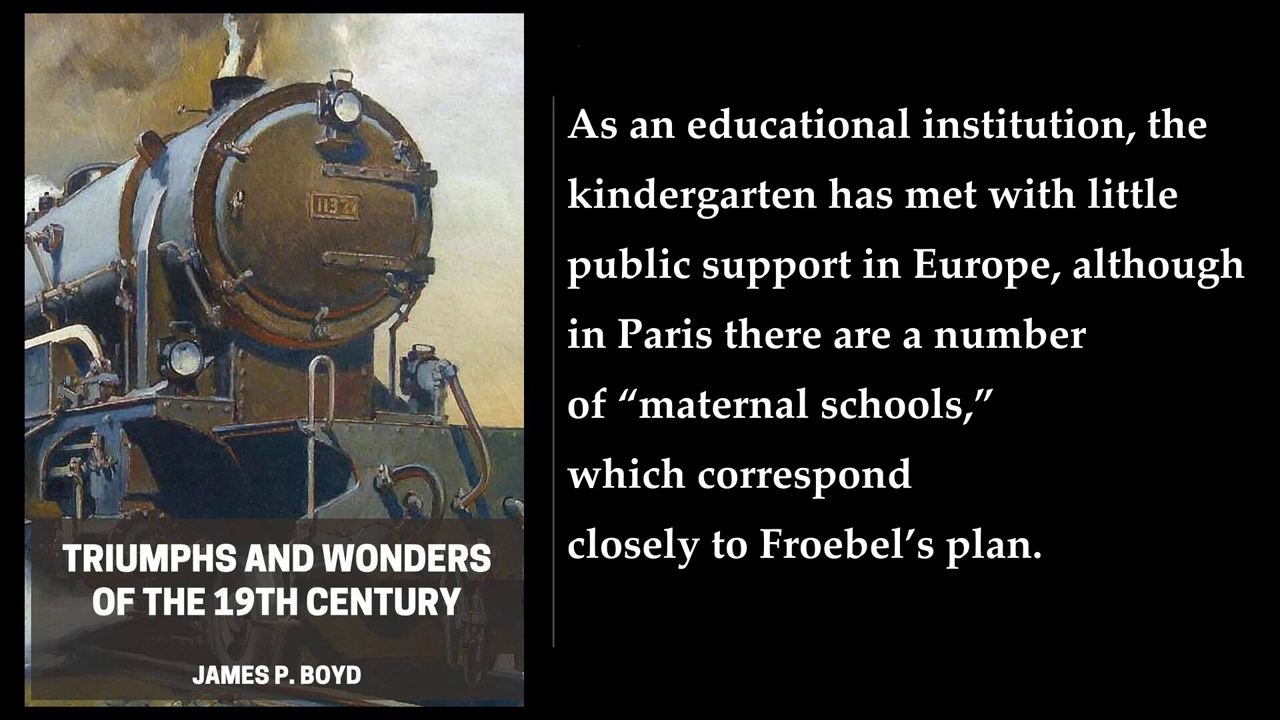 TRIUMPHS AND WONDERS
OF THE 19TH CENTURY
JAMES P. BOYD
As an educational institution, the
kindergarten has met with little
public support in Europe, although
in Paris there are a number
of “maternal schools,”
which correspond
closely to Froebel’s plan.